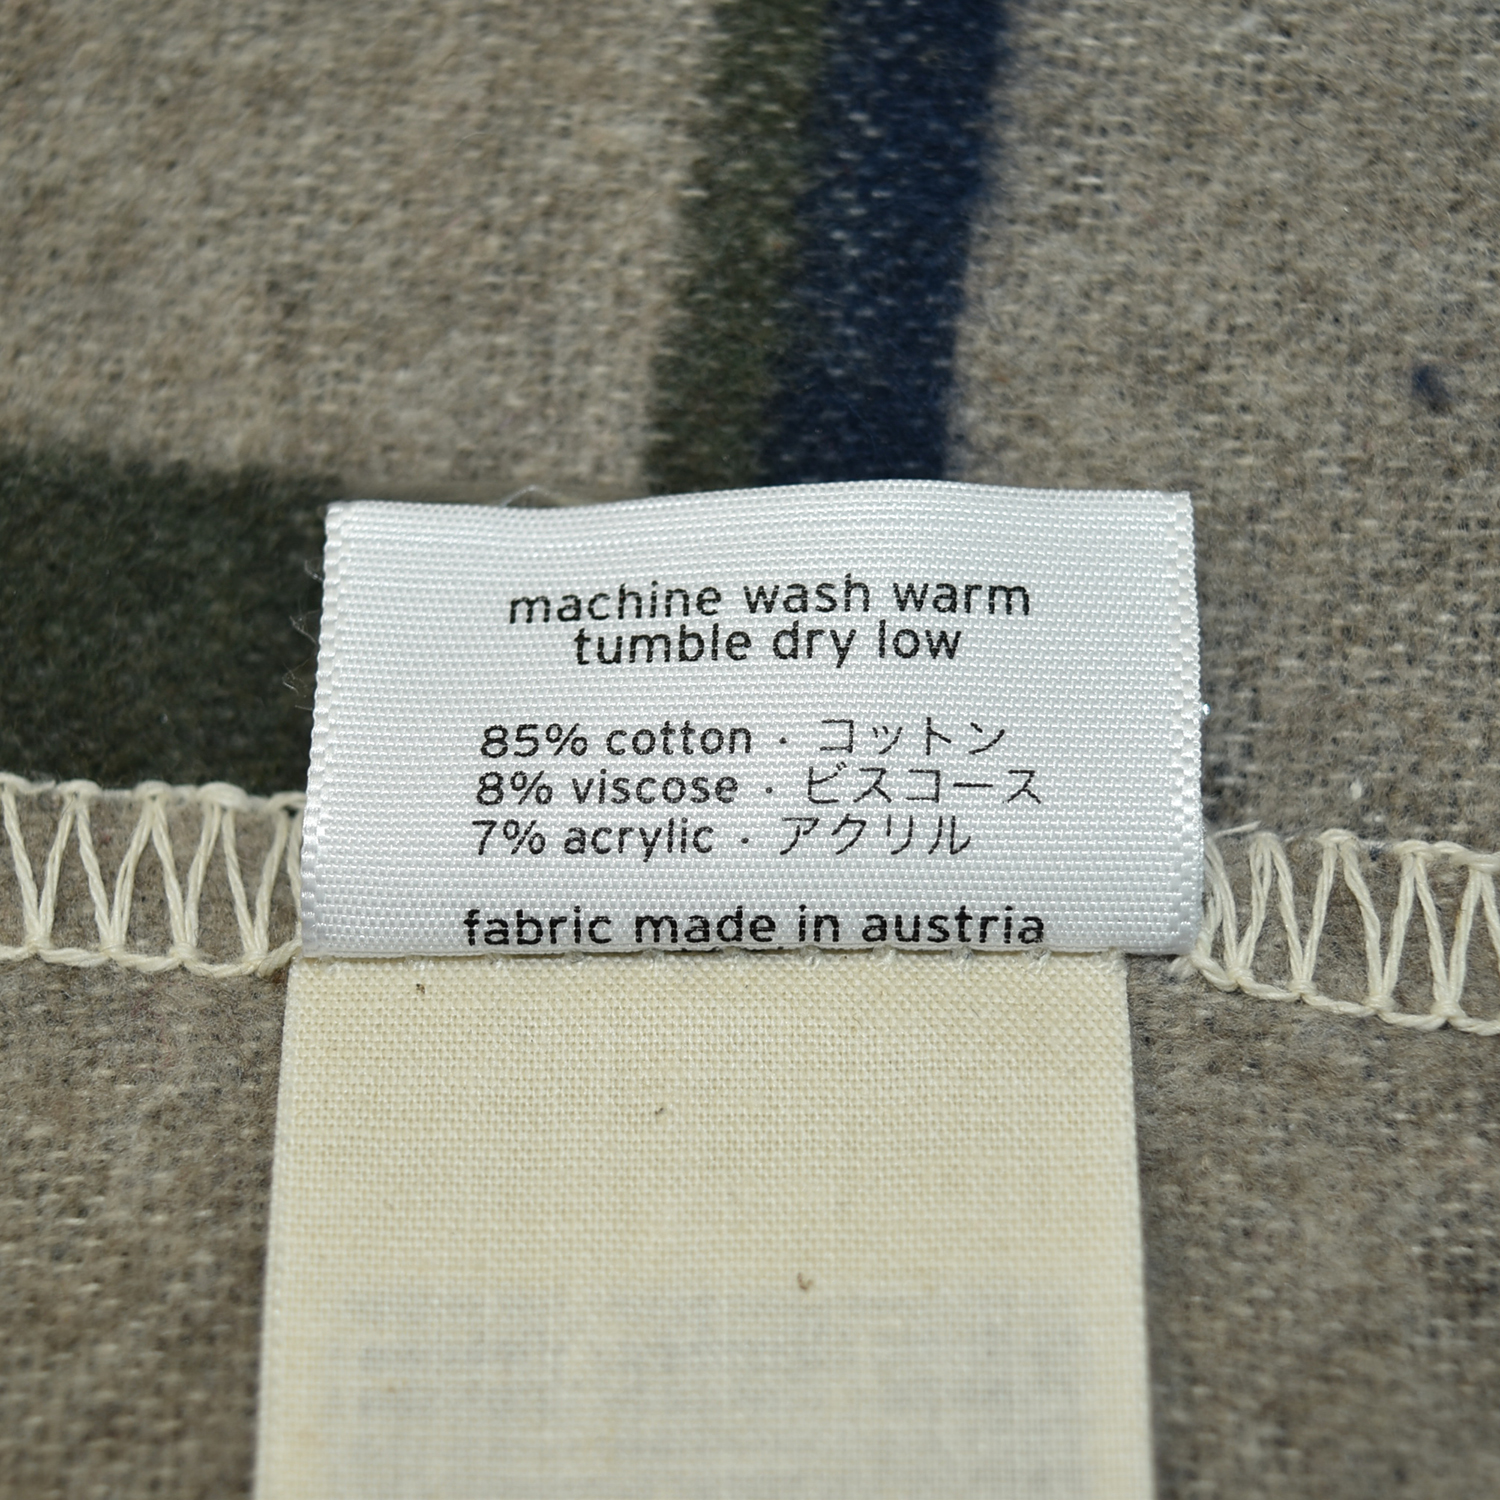 machine wash warm
tumble dry low
85% cotton · コットン
8% viscose · ビスコース
7% acrylic · アクリル
fabric made in austria